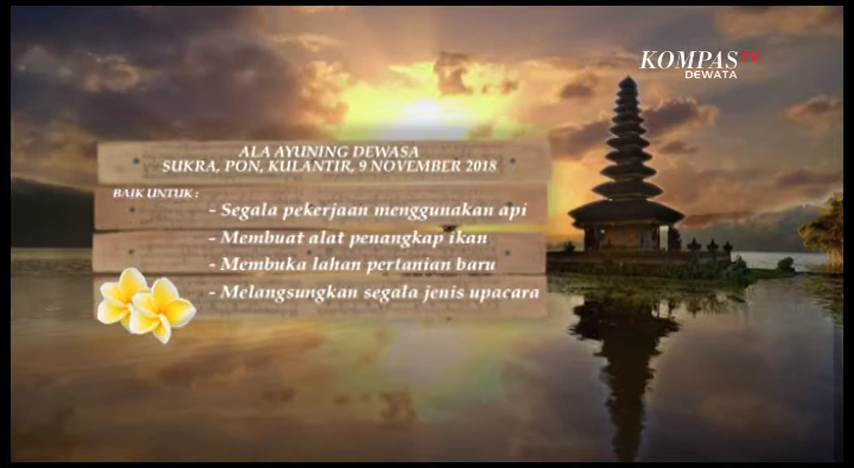 KOMPAS TV
DEWATA
ALA AYUNING DEWASA
SUKRA, PON, KULANTIR, 9 NOVEMBER 2018
BAIK UNTUK :
- Segala pekerjaan menggunakan api
- Membuat alat penangkap ikan
- Membuka lahan pertanian baru
- Melangsungkan segala jenis upacara